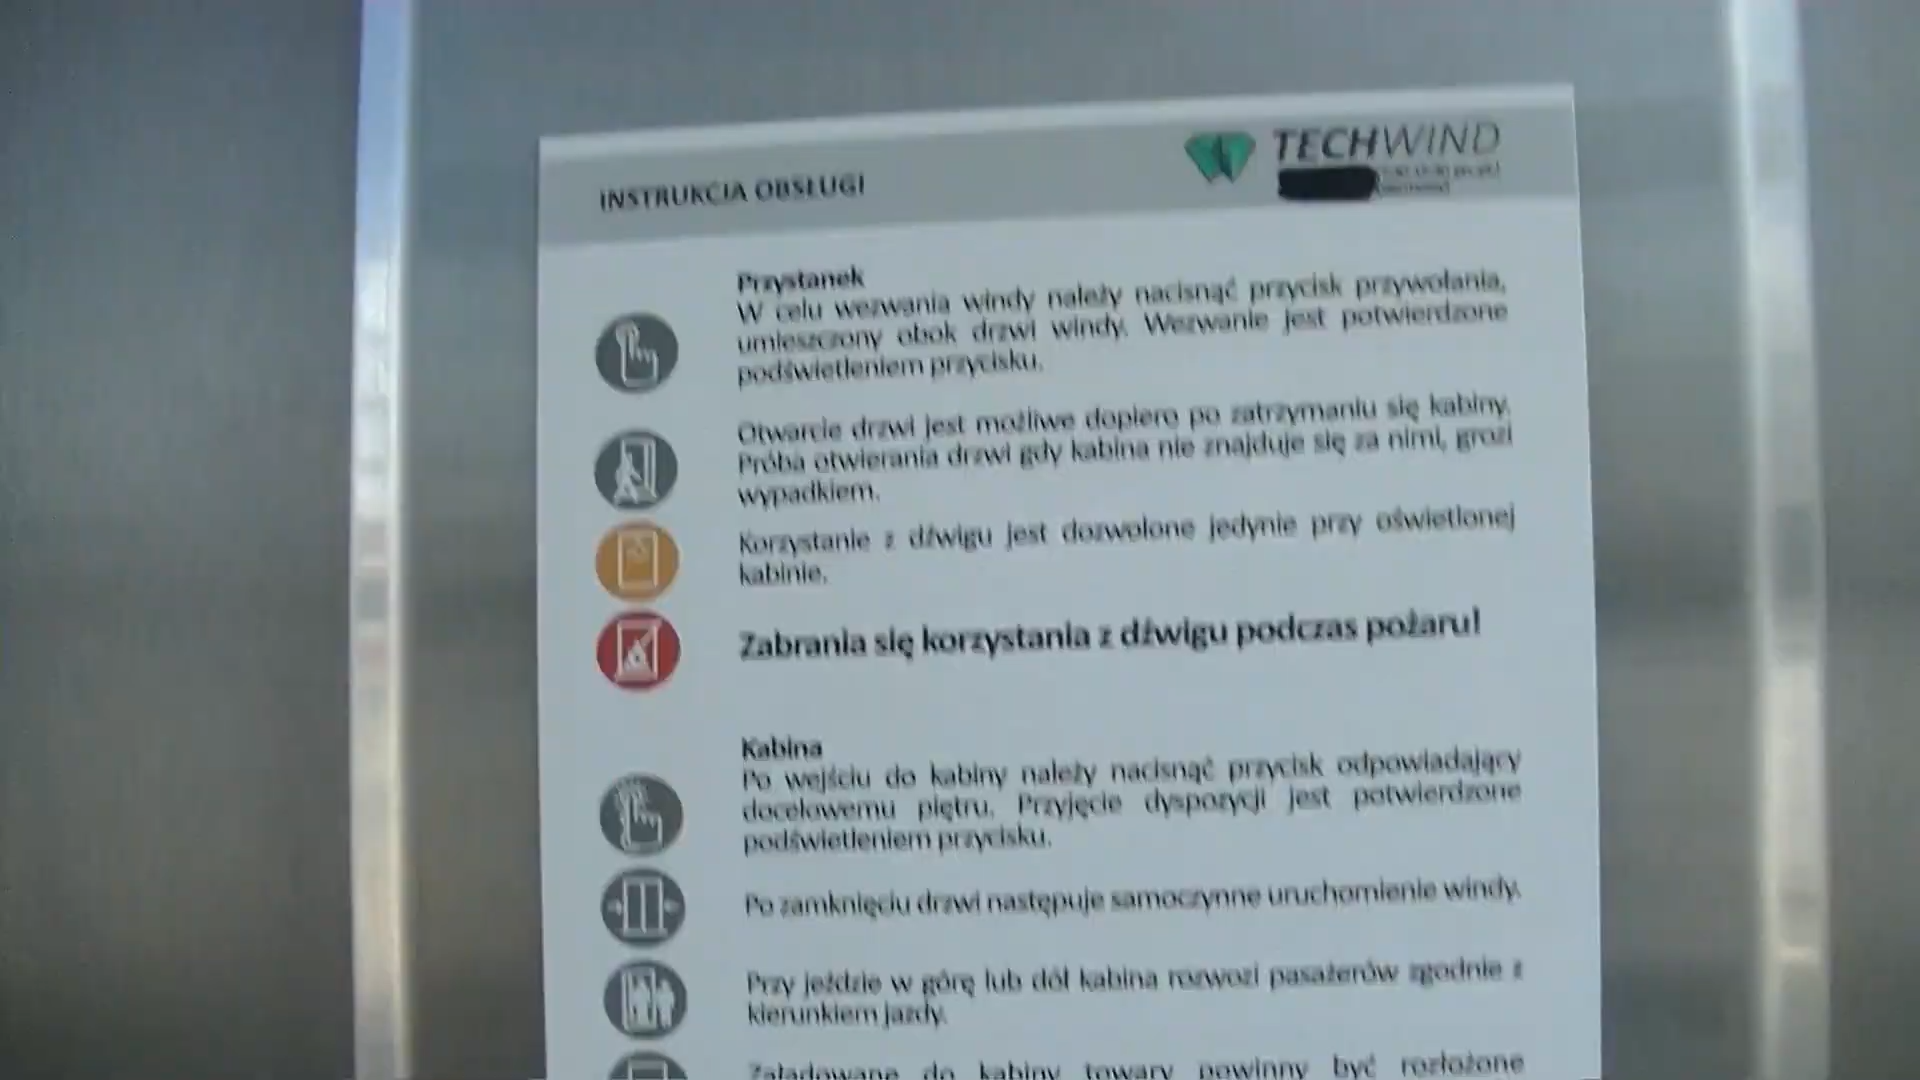 INSTRUKCJA OBSŁUGI
TECHWIND
Przystanek
W celu wezwania windy należy nacisnąć przycisk przywołania,
umieszczony obok drzwi windy. Wezwanie jest potwierdzone
podświetleniem przycisku.
Otwarcie drzwi jest możliwe dopiero po zatrzymaniu się kabiny.
Próba otwierania drzwi gdy kabina nie znajduje się za nimi, grozi
wypadkiem.
Korzystanie z dźwigu jest dozwolone jedynie przy oświetlonej
kabinie.
Zabrania się korzystania z dźwigu podczas pożaru!
Kabina
Po wejściu do kabiny należy nacisnąć przycisk odpowiadający
docelowemu piętru. Przyjęcie dyspozycji jest potwierdzone
podświetleniem przycisku.
Po zamknięciu drzwi następuje samoczynne uruchomienie windy.
Przy jeździe w górę lub dół kabina rozwozi pasażerów zgodnie z
kierunkiem jazdy.
Załadowane do kabiny towary powinny być rozłożone